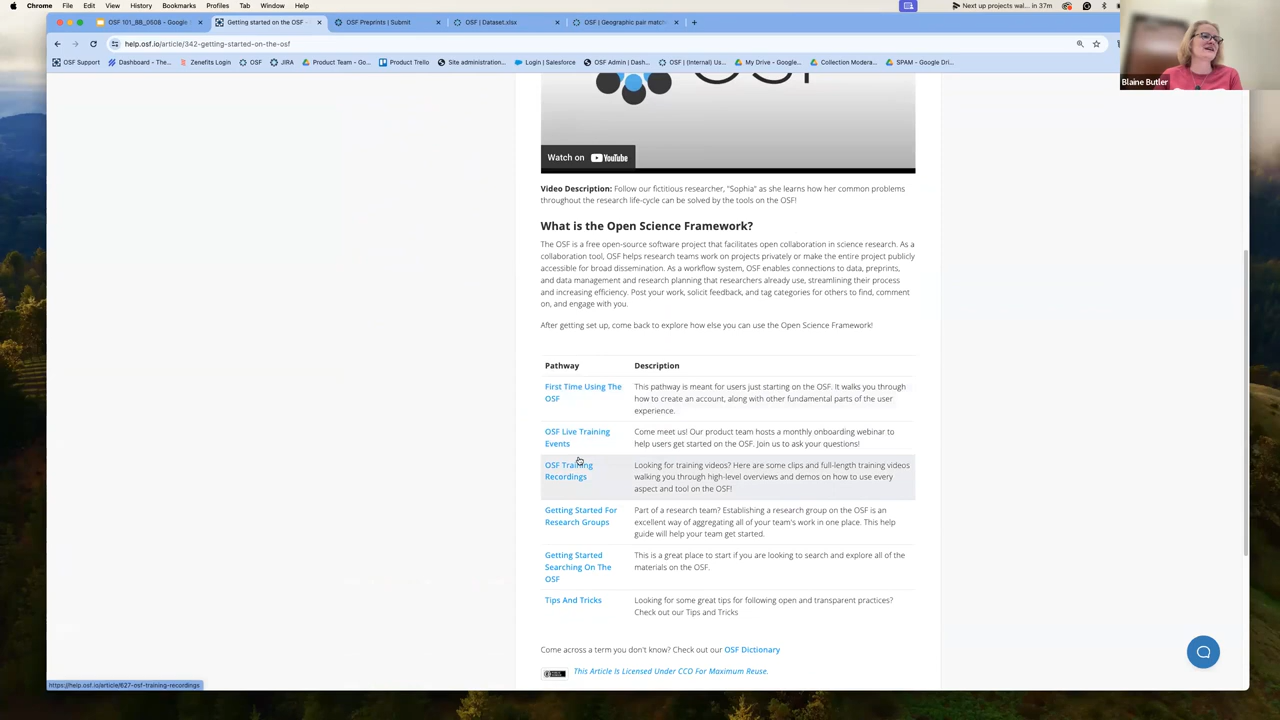 Chrome File Edit View History Bookmarks Profiles Tab Window Help
Next up projects wal... in 37m
OSF 101_BB_0508 - Google
Getting started on the OSF -
OSF Preprints | Submit
OSF | Dataset.xlsx
OSF | Geographic pair match
help.osf.io/article/342-getting-started-on-the-osf
OSF Support
Dashboard - The...
Zenefits Login
OSF
JIRA
Product Team - Go...
Product Trello
Site administration...
Login | Salesforce
OSF Admin | Dash...
OSF | (Internal) Us...
My Drive - Google...
Collection Modera...
SPAM - Google Dri...
Blaine Butler
OSF
Watch on YouTube
Video Description: Follow our fictitious researcher, "Sophia" as she learns how her common problems
throughout the research life-cycle can be solved by the tools on the OSF!
What is the Open Science Framework?
The OSF is a free open-source software project that facilitates open collaboration in science research. As a
collaboration tool, OSF helps research teams work on projects privately or make the entire project publicly
accessible for broad dissemination. As a workflow system, OSF enables connections to data, preprints,
and data management and research planning that researchers already use, streamlining their process
and increasing efficiency. Post your work, solicit feedback, and tag categories for others to find, comment
on, and engage with you.
After getting set up, come back to explore how else you can use the Open Science Framework!
Pathway
Description
First Time Using The
OSF
This pathway is meant for users just starting on the OSF. It walks you through
how to create an account, along with other fundamental parts of the user
experience.
OSF Live Training
Events
Come meet us! Our product team hosts a monthly onboarding webinar to
help users get started on the OSF. Join us to ask your questions!
OSF Training
Recordings
Looking for training videos? Here are some clips and full-length training videos
walking you through high-level overviews and demos on how to use every
aspect and tool on the OSF!
Getting Started For
Research Groups
Part of a research team? Establishing a research group on the OSF is an
excellent way of aggregating all of your team's work in one place. This help
guide will help your team get started.
Getting Started
Searching On The
OSF
This is a great place to start if you are looking to search and explore all of the
materials on the OSF.
Tips And Tricks
Looking for some great tips for following open and transparent practices?
Check out our Tips and Tricks
Come across a term you don't know? Check out our OSF Dictionary
This Article Is Licensed Under CC0 For Maximum Reuse.
https://help.osf.io/article/627-osf-training-recordings